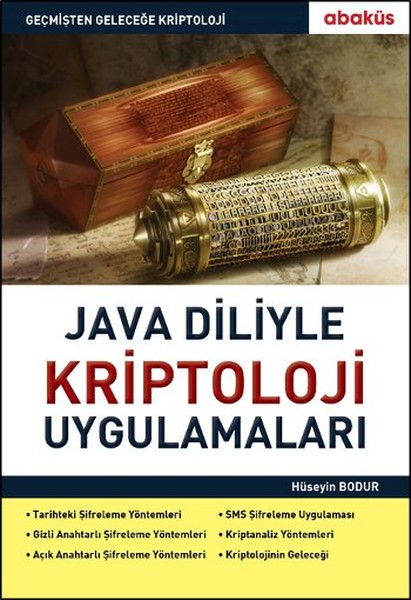 GEÇMİŞTEN GELECEĞE KRİPTOLOJİ
abaküs
JAVA DİLİYLE
KRİPTOLOJİ
UYGULAMALARI
Hüseyin BODUR
• Tarihteki Şifreleme Yöntemleri
• Gizli Anahtarlı Şifreleme Yöntemleri
• Açık Anahtarlı Şifreleme Yöntemleri
• SMS Şifreleme Uygulaması
• Kriptanaliz Yöntemleri
• Kriptolojinin Geleceği